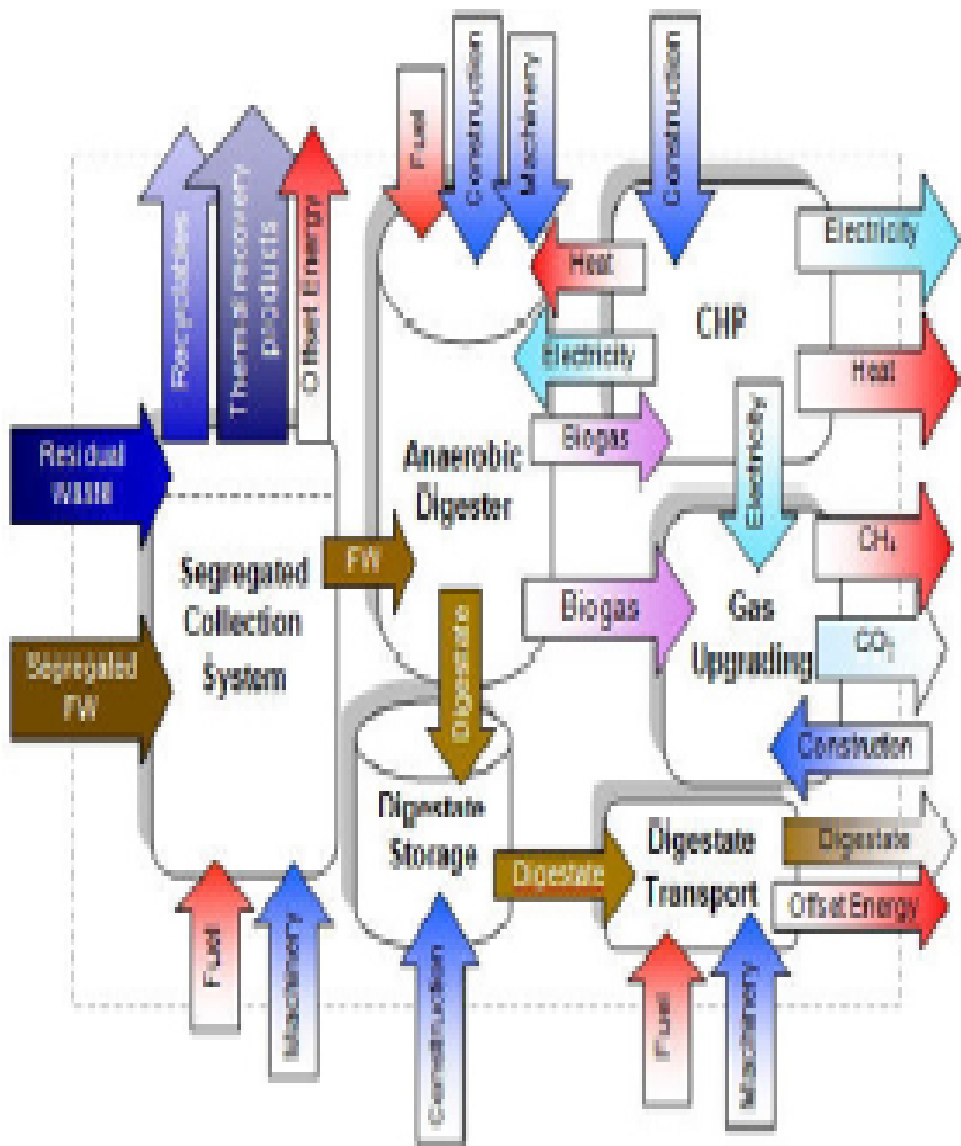 Fuel
Construction
Machinery
Construction
Recyclables
Thermal recovery
products
Offset Energy
Heat
Electricity
CHP
Electricity
Heat
Electricity
Biogas
Anaerobic
Digester
Residual
Waste
Segregated
Collection
System
FW
Segregated
FW
Digestate
Biogas
Gas
Upgrading
CH₄
CO₂
Construction
Digestate
Storage
Digestate
Digestate
Transport
Digestate
Offset Energy
Fuel
Machinery
Construction
Fuel
Machinery